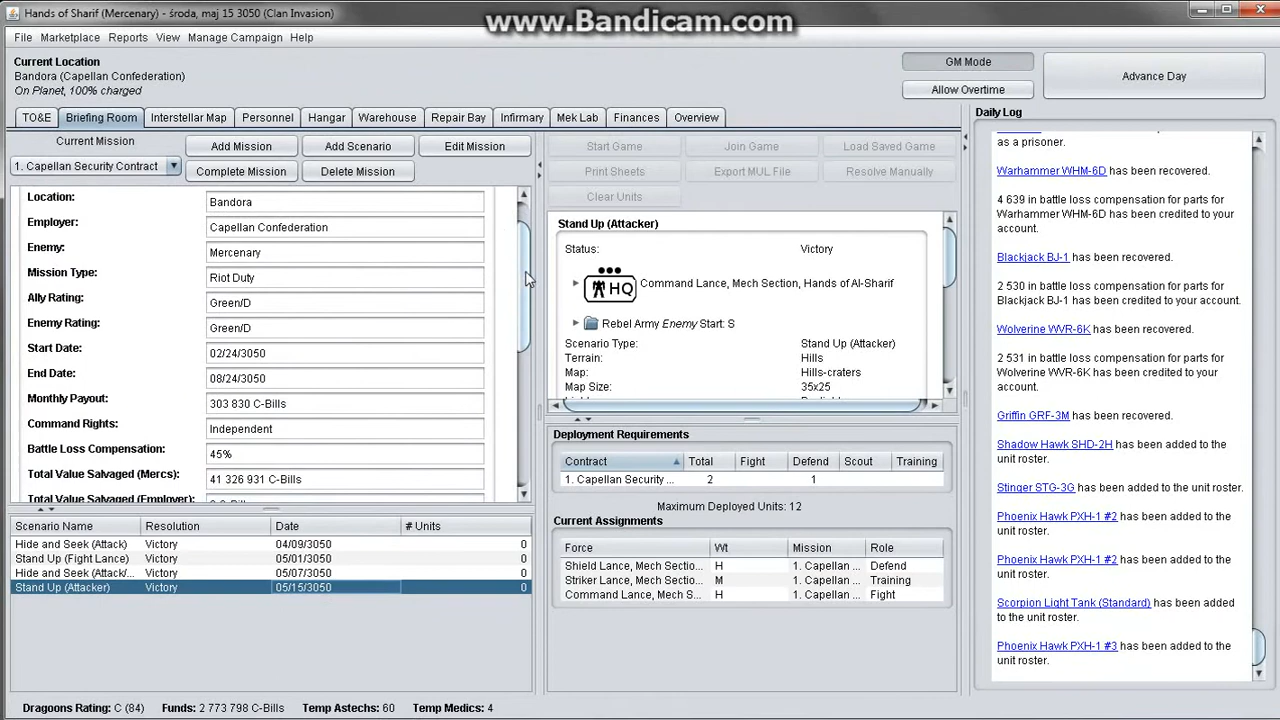 Hands of Sharif (Mercenary) - środa, maj 15 3050 (Clan Invasion)
www.Bandicam.com
File Marketplace Reports View Manage Campaign Help
Current Location
Bandora (Capellan Confederation)
On Planet, 100% charged
GM Mode
Allow Overtime
Advance Day
TO&E Briefing Room Interstellar Map Personnel Hangar Warehouse Repair Bay Infirmary Mek Lab Finances Overview
Current Mission
1. Capellan Security Contract
Add Mission Add Scenario Edit Mission
Complete Mission Delete Mission
Location: Bandora
Employer: Capellan Confederation
Enemy: Mercenary
Mission Type: Riot Duty
Ally Rating: Green/D
Enemy Rating: Green/D
Start Date: 02/24/3050
End Date: 08/24/3050
Monthly Payout: 303 830 C-Bills
Command Rights: Independent
Battle Loss Compensation: 45%
Total Value Salvaged (Mercs): 41 326 931 C-Bills
Total Value Salvaged (Employer):
Scenario Name Resolution Date # Units
Hide and Seek (Attack) Victory 04/09/3050 0
Stand Up (Fight Lance) Victory 05/01/3050 0
Hide and Seek (Attack/... Victory 05/07/3050 0
Stand Up (Attacker) Victory 05/15/3050 0
Start Game Join Game Load Saved Game
Print Sheets Export MUL File Resolve Manually
Clear Units
Stand Up (Attacker)
Status: Victory
HQ Command Lance, Mech Section, Hands of Al-Sharif
Rebel Army Enemy Start: S
Scenario Type: Stand Up (Attacker)
Terrain: Hills
Map: Hills-craters
Map Size: 35x25
Deployment Requirements
Contract Total Fight Defend Scout Training
1. Capellan Security ... 2 1
Maximum Deployed Units: 12
Current Assignments
Force Wt Mission Role
Shield Lance, Mech Sectio... H 1. Capellan ... Defend
Striker Lance, Mech Sectio... M 1. Capellan ... Training
Command Lance, Mech S... H 1. Capellan ... Fight
Daily Log
as a prisoner.
Warhammer WHM-6D has been recovered.
4 639 in battle loss compensation for parts for
Warhammer WHM-6D has been credited to your
account.
Blackjack BJ-1 has been recovered.
2 530 in battle loss compensation for parts for
Blackjack BJ-1 has been credited to your account.
Wolverine WVR-6K has been recovered.
2 531 in battle loss compensation for parts for
Wolverine WVR-6K has been credited to your
account.
Griffin GRF-3M has been recovered.
Shadow Hawk SHD-2H has been added to the
unit roster.
Stinger STG-3G has been added to the unit roster.
Phoenix Hawk PXH-1 #2 has been added to the
unit roster.
Phoenix Hawk PXH-1 #2 has been added to the
unit roster.
Scorpion Light Tank (Standard) has been added
to the unit roster.
Phoenix Hawk PXH-1 #3 has been added to the
unit roster.
Dragoons Rating: C (84) Funds: 2 773 798 C-Bills Temp Astechs: 60 Temp Medics: 4